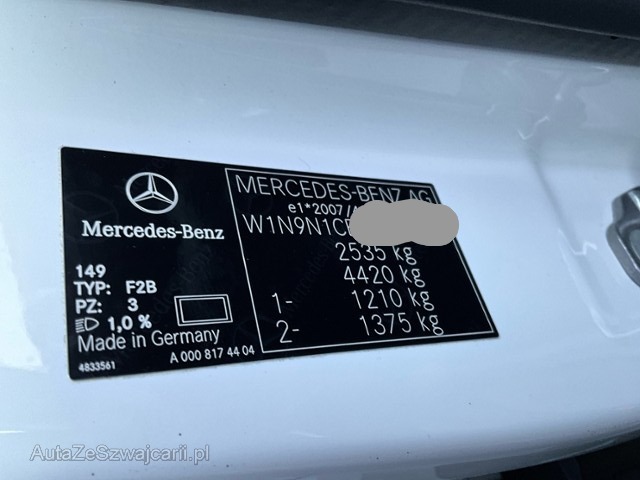 MERCEDES-BENZ AG
e1*2007/
W1N9N1C
Mercedes-Benz
2535 kg
4420 kg
1- 1210 kg
2- 1375 kg
149
TYP: F2B
PZ: 3
1,0 %
Made in Germany
A 000 817 44 04
4833561
AutaZeSzwajcarii.pl